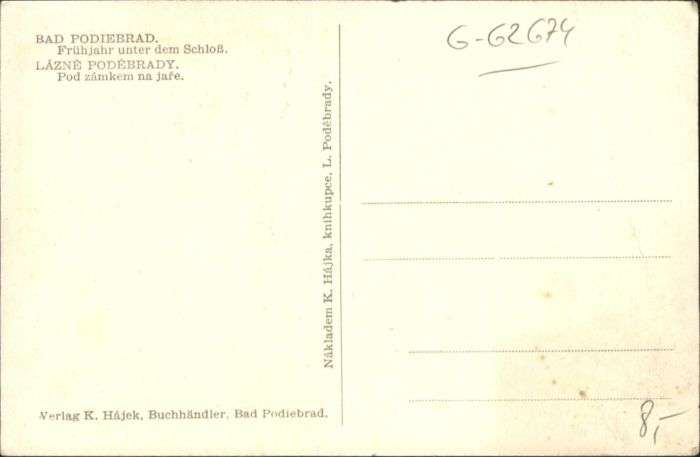 BAD PODIEBRAD.
Frühjahr unter dem Schloß.
LÁZNĚ PODĚBRADY.
Pod zámkem na jaře.
Nákladem K. Hájka, knihkupce, L. Poděbrady.
Verlag K. Hájek, Buchhändler, Bad Podiebrad.
G-62674
8,-